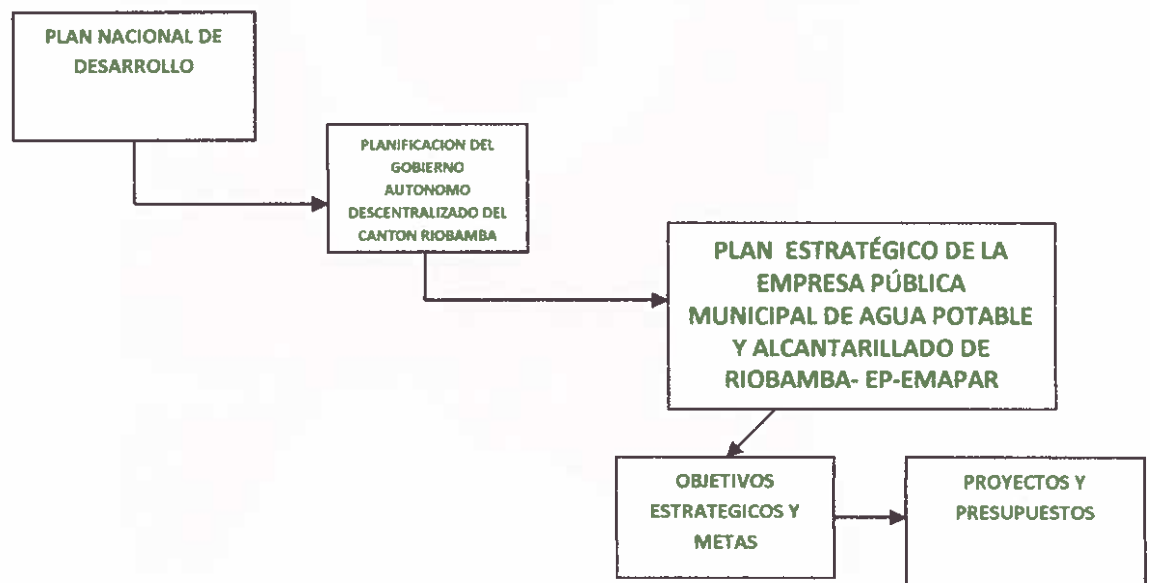 PLAN NACIONAL DE
DESARROLLO
PLANIFICACION DEL
GOBIERNO
AUTONOMO
DESCENTRALIZADO DEL
CANTON RIOBAMBA
PLAN ESTRATÉGICO DE LA
EMPRESA PÚBLICA
MUNICIPAL DE AGUA POTABLE
Y ALCANTARILLADO DE
RIOBAMBA- EP-EMAPAR
OBJETIVOS
ESTRATEGICOS Y
METAS
PROYECTOS Y
PRESUPUESTOS